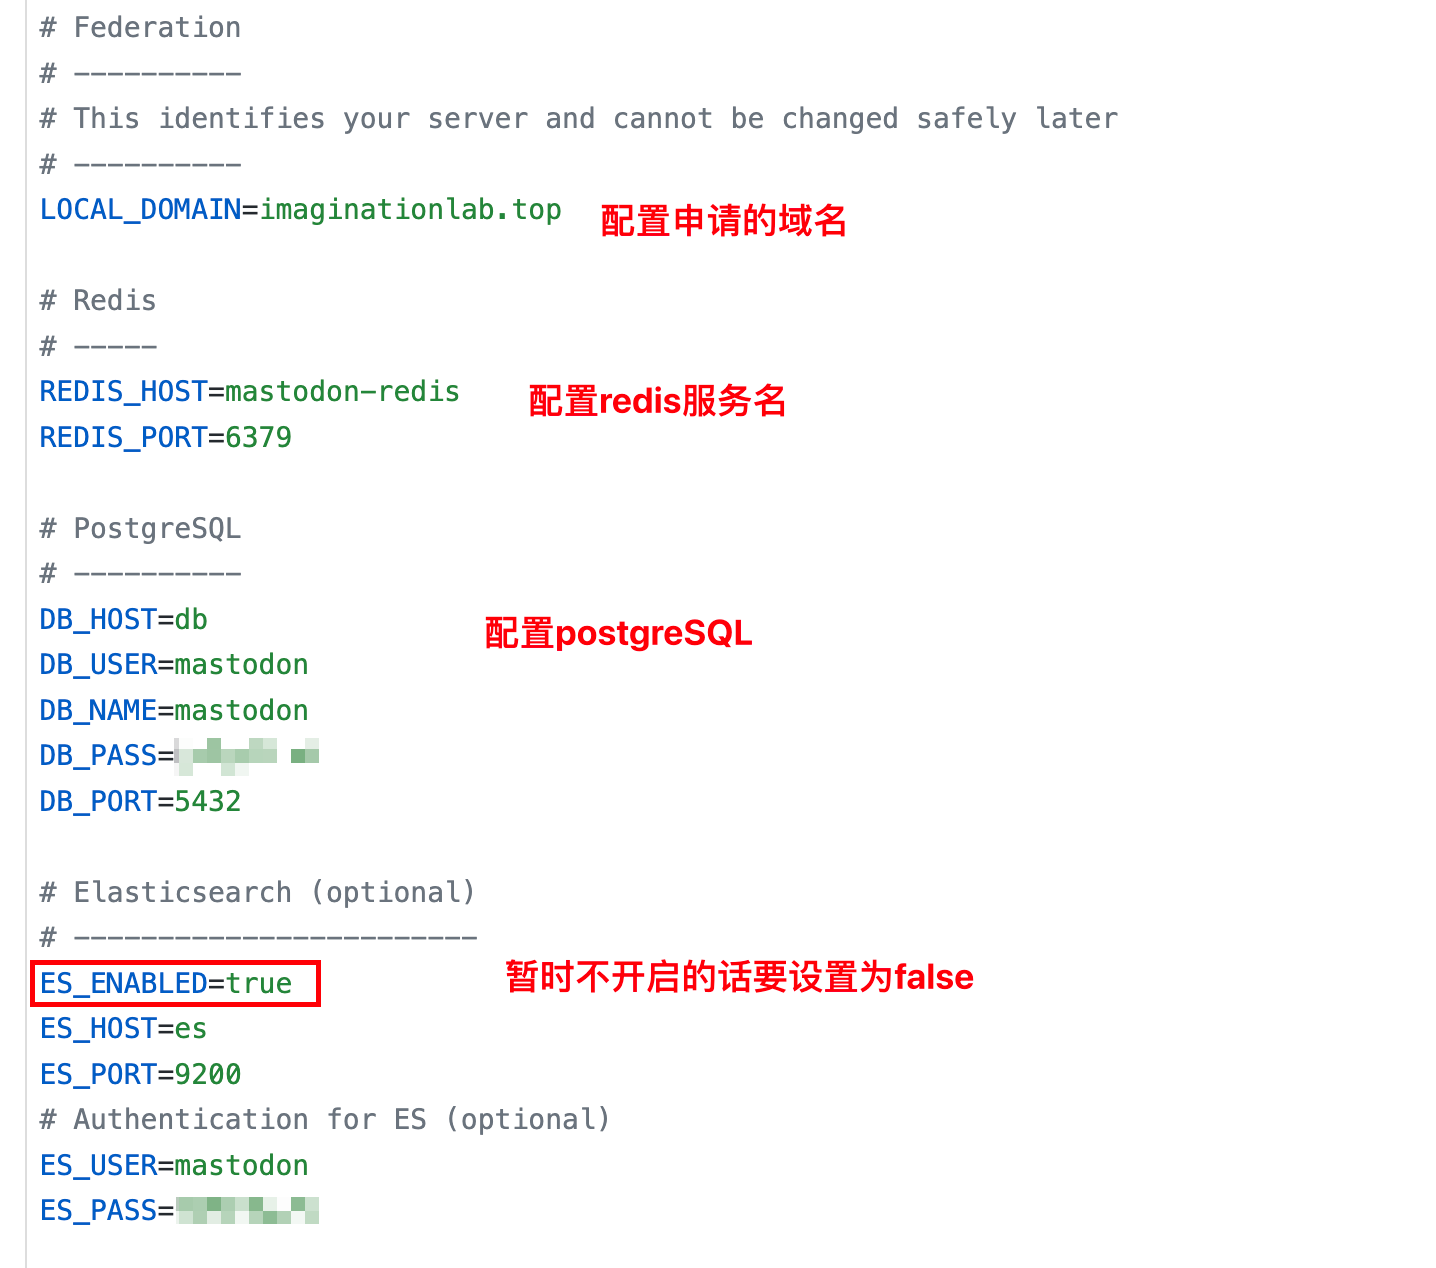 # Federation
# ----------
# This identifies your server and cannot be changed safely later
# ----------
LOCAL_DOMAIN=imaginationlab.top 配置申请的域名
# Redis
# -----
REDIS_HOST=mastodon-redis 配置redis服务名
REDIS_PORT=6379
# PostgreSQL
# ----------
DB_HOST=db 配置postgreSQL
DB_USER=mastodon
DB_NAME=mastodon
DB_PASS=
DB_PORT=5432
# Elasticsearch (optional)
# ------------------------
ES_ENABLED=true 暂时不开启的话要设置为false
ES_HOST=es
ES_PORT=9200
# Authentication for ES (optional)
ES_USER=mastodon
ES_PASS=